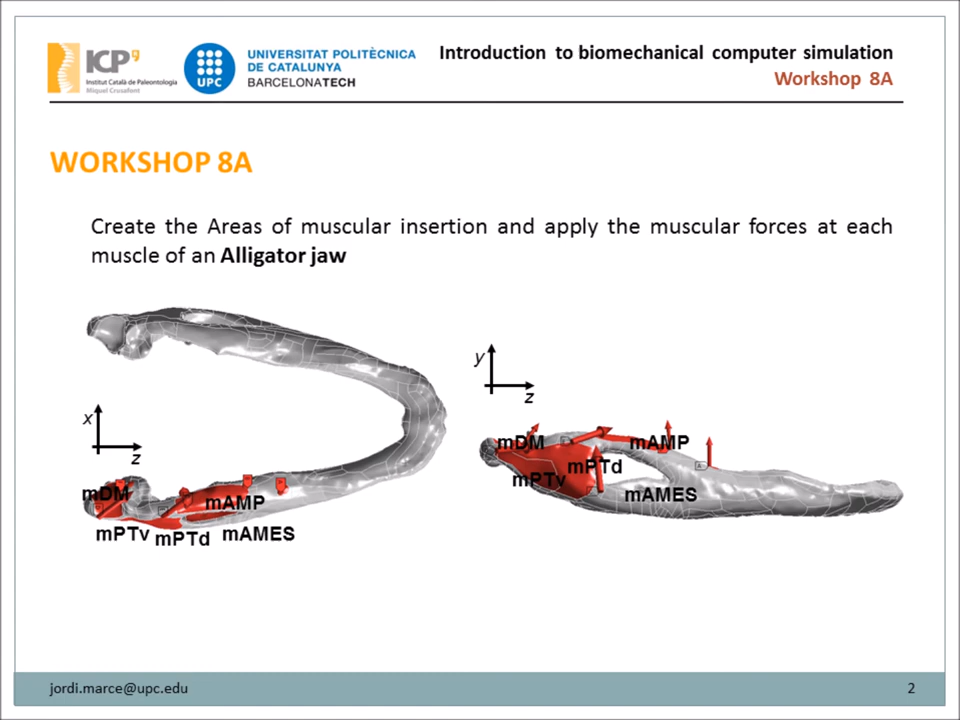 ICP
Institut Català de Paleontologia
Miquel Crusafont
UPC
UNIVERSITAT POLITÈCNICA
DE CATALUNYA
BARCELONATECH
Introduction to biomechanical computer simulation
Workshop 8A
WORKSHOP 8A
Create the Areas of muscular insertion and apply the muscular forces at each
muscle of an Alligator jaw
x
z
mDM
mAMP
mPTv
mPTd
mAMES
y
z
mDM
mAMP
mPTd
mPTv
mAMES
jordi.marce@upc.edu
2